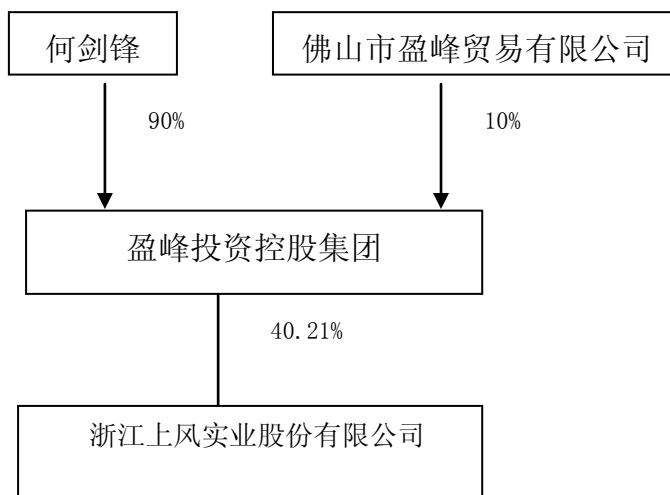 何剑锋
佛山市盈峰贸易有限公司
90%
10%
盈峰投资控股集团
40.21%
浙江上风实业股份有限公司